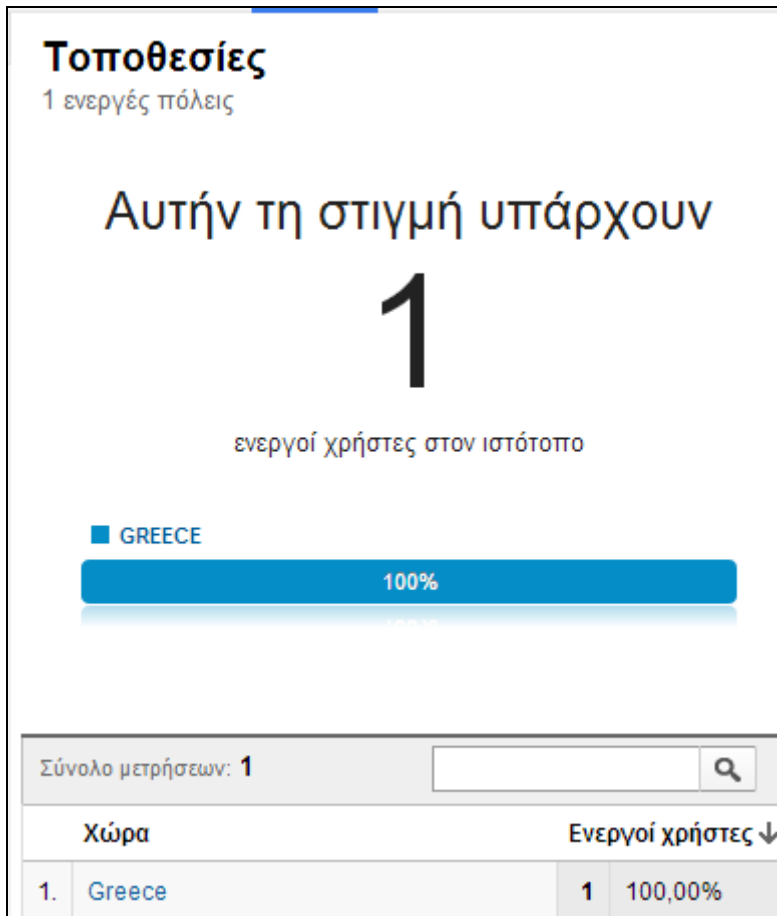 Τοποθεσίες
1 ενεργές πόλεις
Αυτήν τη στιγμή υπάρχουν
1
ενεργοί χρήστες στον ιστότοπο
GREECE
100%
Σύνολο μετρήσεων: 1
Χώρα Ενεργοί χρήστες
1. Greece 1 100,00%